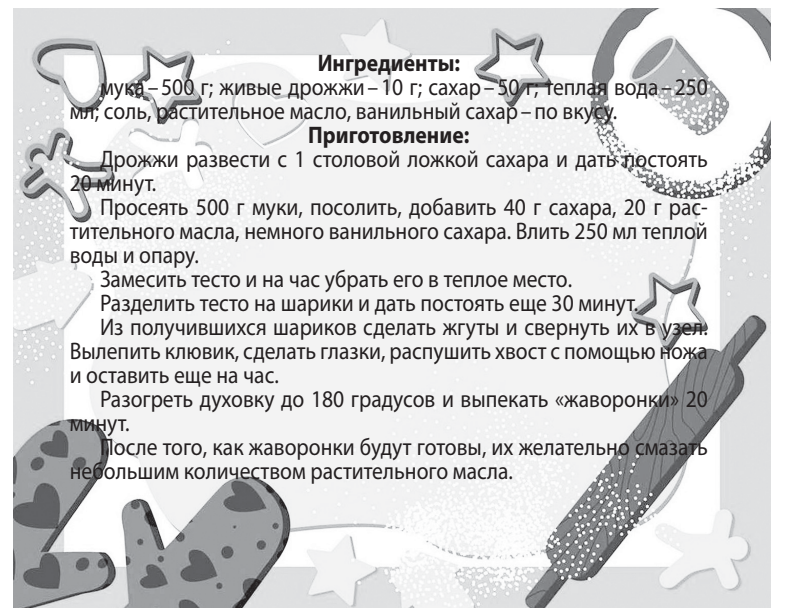 Ингредиенты:
мука – 500 г; живые дрожжи – 10 г; сахар – 50 г; теплая вода – 250
мл; соль, растительное масло, ванильный сахар – по вкусу.
Приготовление:
Дрожжи развести с 1 столовой ложкой сахара и дать постоять
20 минут.
Просеять 500 г муки, посолить, добавить 40 г сахара, 20 г рас-
тительного масла, немного ванильного сахара. Влить 250 мл теплой
воды и опару.
Замесить тесто и на час убрать его в теплое место.
Разделить тесто на шарики и дать постоять еще 30 минут.
Из получившихся шариков сделать жгуты и свернуть их в узел.
Вылепить клювик, сделать глазки, распушить хвост с помощью ножа
и оставить еще на час.
Разогреть духовку до 180 градусов и выпекать «жаворонки» 20
минут.
После того, как жаворонки будут готовы, их желательно смазать
небольшим количеством растительного масла.